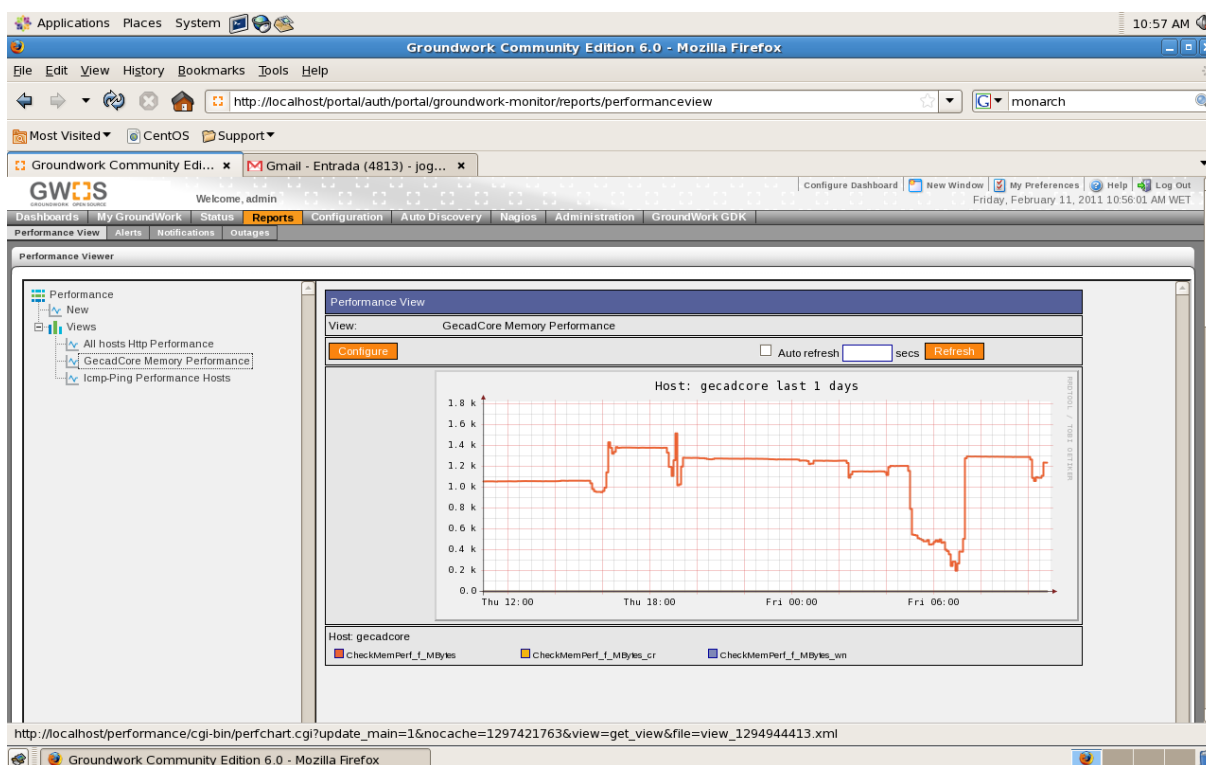 Applications Places System 10:57 AM
Groundwork Community Edition 6.0 - Mozilla Firefox
File Edit View History Bookmarks Tools Help
http://localhost/portal/auth/portal/groundwork-monitor/reports/performanceview G monarch
Most Visited CentOS Support
Groundwork Community Edi... Gmail - Entrada (4813) - jog...
GWOS
GROUNDWORK OPEN SOURCE
Welcome, admin
Configure Dashboard New Window My Preferences Help Log Out
Friday, February 11, 2011 10:56:01 AM WET
Dashboards My GroundWork Status Reports Configuration Auto Discovery Nagios Administration GroundWork GDK
Performance View Alerts Notifications Outages
Performance Viewer
Performance
New
Views
All hosts Http Performance
GecadCore Memory Performance
Icmp-Ping Performance Hosts
Performance View
View: GecadCore Memory Performance
Configure Auto refresh secs Refresh
Host: gecadcore last 1 days
RRDTOOL / TOBI OETIKER
1.8 k
1.6 k
1.4 k
1.2 k
1.0 k
0.8 k
0.6 k
0.4 k
0.2 k
0.0
Thu 12:00 Thu 18:00 Fri 00:00 Fri 06:00
Host: gecadcore
CheckMemPerf_f_MBytes CheckMemPerf_f_MBytes_cr CheckMemPerf_f_MBytes_wn
http://localhost/performance/cgi-bin/perfchart.cgi?update_main=1&nocache=1297421763&view=get_view&file=view_1294944413.xml
Groundwork Community Edition 6.0 - Mozilla Firefox